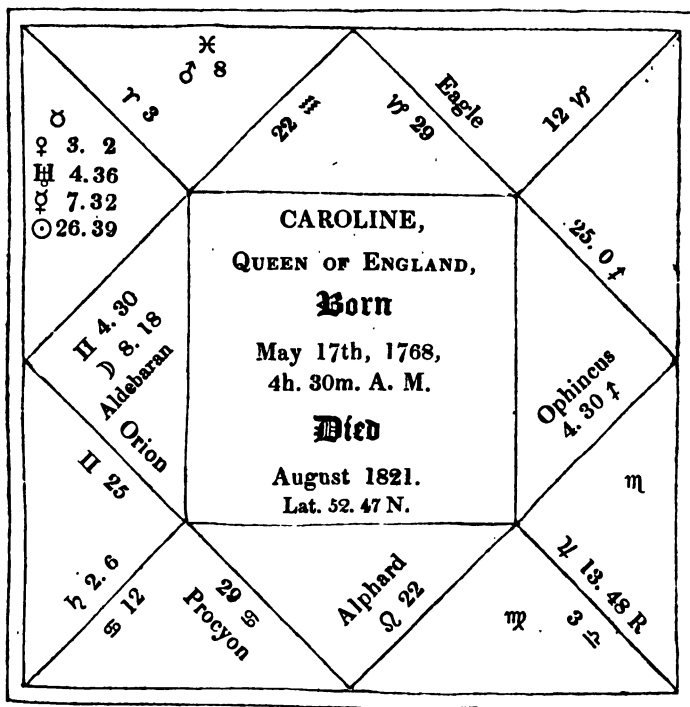 ♓
♂ 8
♈ 3
22 ♒
♑ 29
Eagle
12 ♑
♉
♀ 3. 2
♅ 4.36
☿ 7.32
☉ 26.39
CAROLINE,
QUEEN OF ENGLAND,
Born
May 17th, 1768,
4h. 30m. A. M.
Died
August 1821.
Lat. 52. 47 N.
25. 0 ♐
♊ 4. 30
☽ 8. 18
Aldebaran
Orion
Ophincus
4. 30 ♐
♊ 25
♏
♄ 2. 6
♋ 12
29 ♋
Procyon
Alphard
♌ 22
♍
♃ 13. 48 R
3 ♎